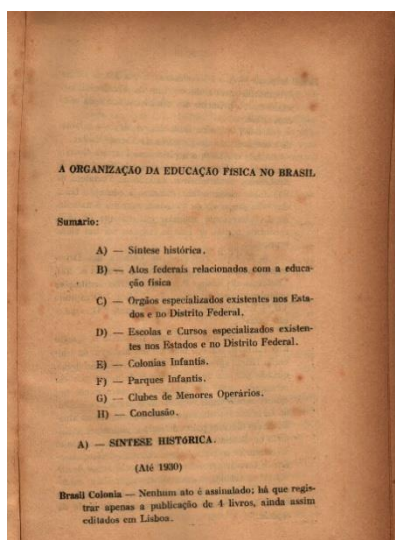 A ORGANIZAÇÃO DA EDUCAÇÃO FISICA NO BRASIL
Sumario:
A) — Sintese histórica.
B) — Atos federais relacionados com a educa-
ção física
C) — Orgãos especializados existentes nos Esta-
dos e no Distrito Federal.
D) — Escolas e Cursos especializados existen-
tes nos Estados e no Distrito Federal.
E) — Colonias Infantis.
F) — Parques Infantis.
G) — Clubes de Menores Operários.
H) — Conclusão.
A) — SINTESE HISTÓRICA.
(Até 1930)
Brasil Colonia — Nenhum ato é assinalado; há que regis-
trar apenas a publicação de 4 livros, ainda assim
editados em Lisboa.